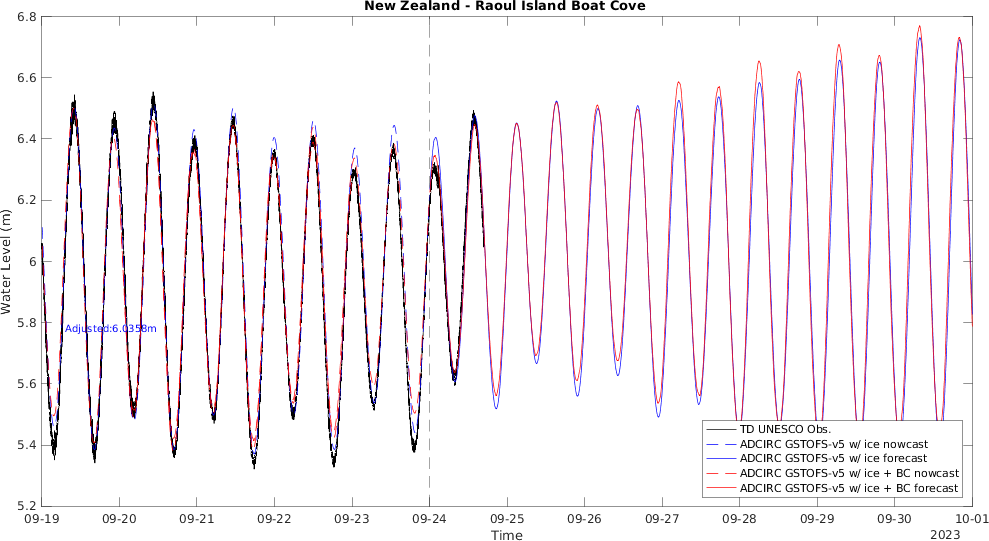 New Zealand - Raoul Island Boat Cove
6.8
6.6
6.4
6.2
6
5.8
5.6
5.4
5.2
Water Level (m)
Adjusted:6.0358m
TD UNESCO Obs.
ADCIRC GSTOFS-v5 w/ ice nowcast
ADCIRC GSTOFS-v5 w/ ice forecast
ADCIRC GSTOFS-v5 w/ ice + BC nowcast
ADCIRC GSTOFS-v5 w/ ice + BC forecast
09-19 09-20 09-21 09-22 09-23 09-24 09-25 09-26 09-27 09-28 09-29 09-30 10-01
Time
2023